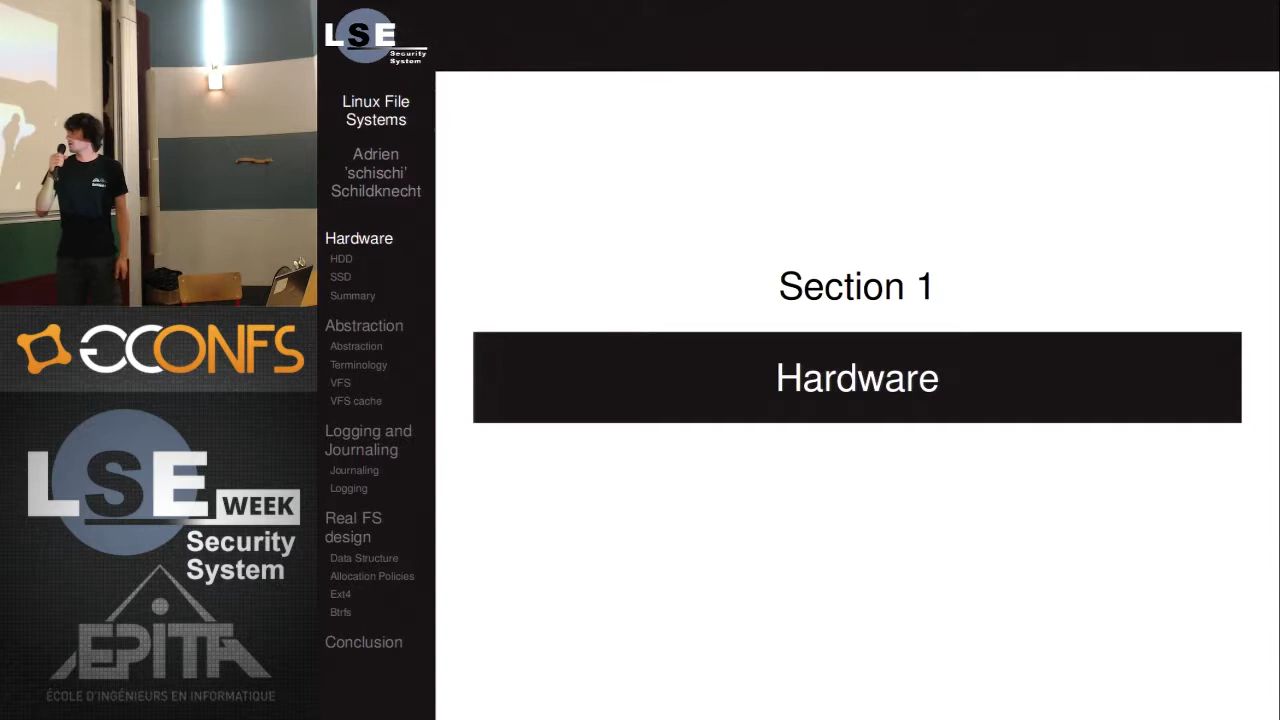 LSE
Security
System
Linux File
Systems
Adrien
'schischi'
Schildknecht
Hardware
HDD
SSD
Summary
Abstraction
Abstraction
Terminology
VFS
VFS cache
Logging and
Journaling
Journaling
Logging
Real FS
design
Data Structure
Allocation Policies
Ext4
Btrfs
Conclusion
Section 1
Hardware
GCONFS
LSE WEEK
Security
System
EPITA
ÉCOLE D'INGÉNIEURS EN INFORMATIQUE